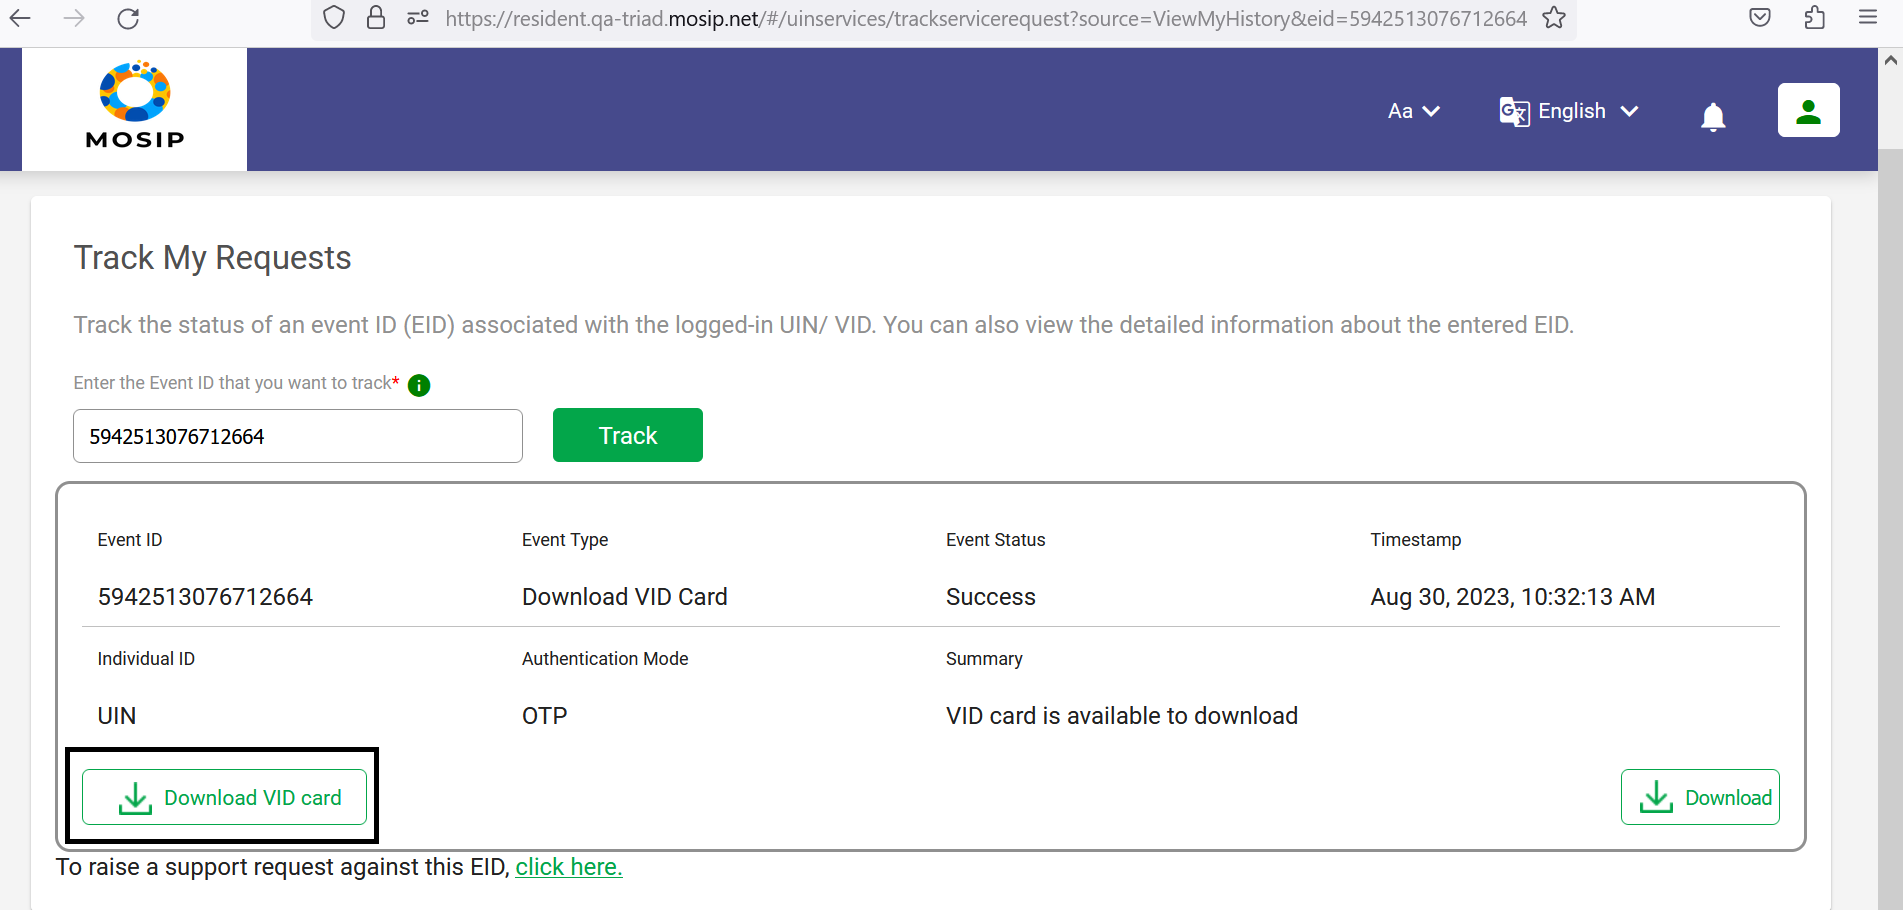 https://resident.qa-triad.mosip.net/#/uinservices/trackservicerequest?source=ViewMyHistory&eid=5942513076712664
MOSIP
Aa English
Track My Requests
Track the status of an event ID (EID) associated with the logged-in UIN/ VID. You can also view the detailed information about the entered EID.
Enter the Event ID that you want to track* i
5942513076712664 Track
Event ID Event Type Event Status Timestamp
5942513076712664 Download VID Card Success Aug 30, 2023, 10:32:13 AM
Individual ID Authentication Mode Summary
UIN OTP VID card is available to download
Download VID card Download
To raise a support request against this EID, click here.